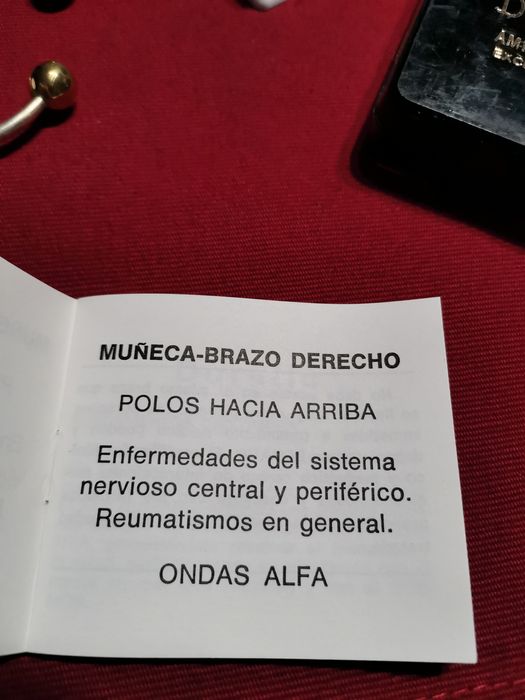 MUÑECA-BRAZO DERECHO
POLOS HACIA ARRIBA
Enfermedades del sistema
nervioso central y periférico.
Reumatismos en general.
ONDAS ALFA